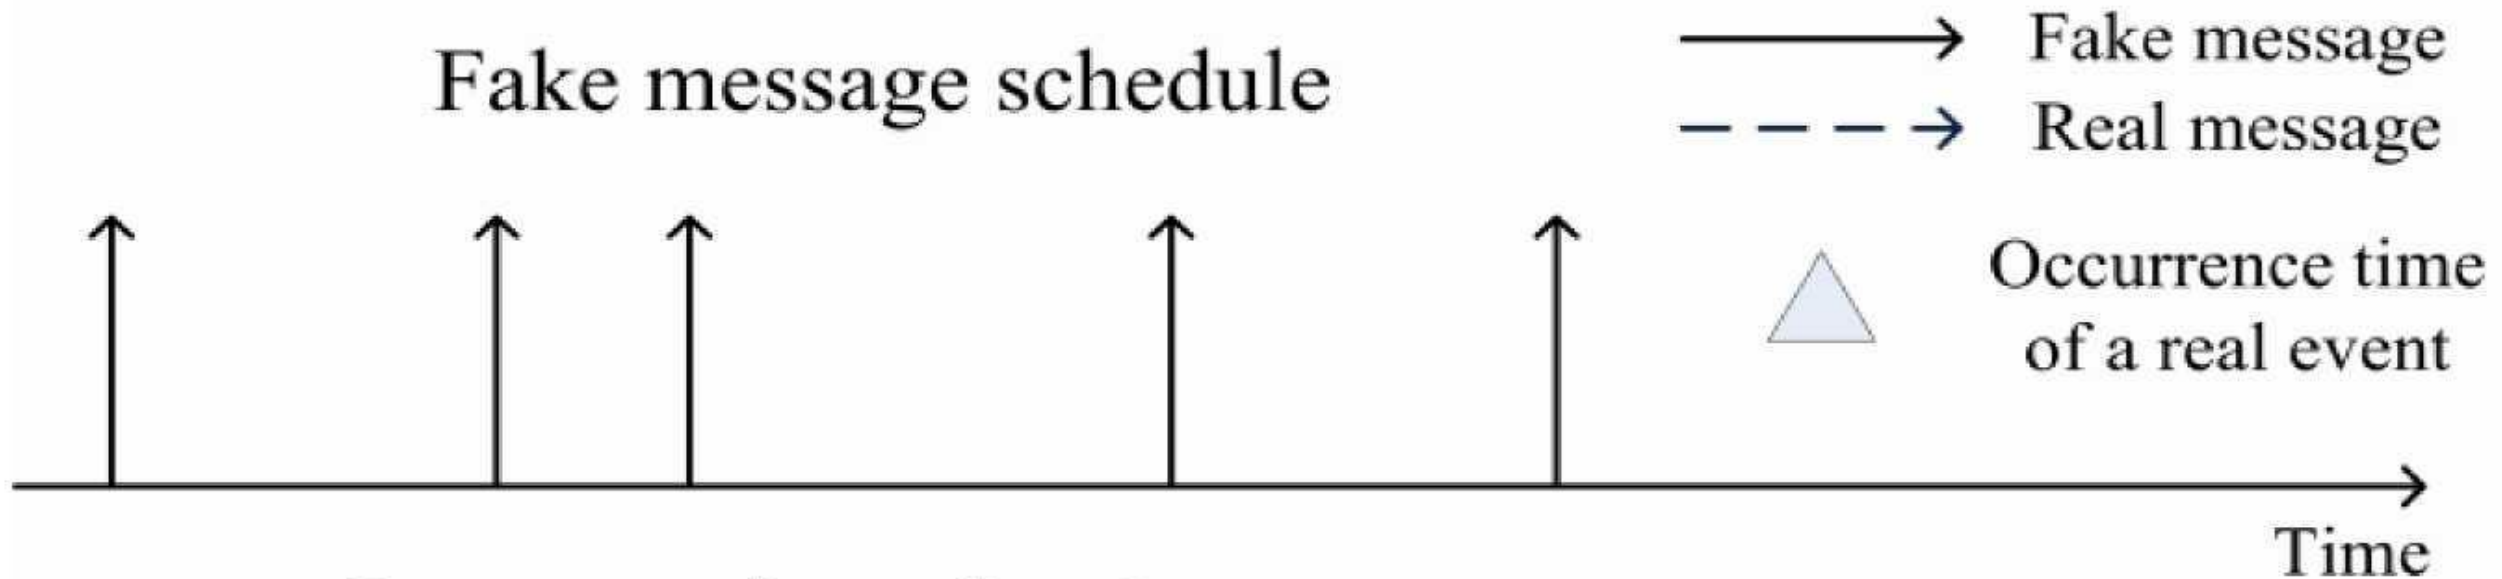 Fake message schedule
Fake message
Real message
Occurrence time
of a real event
Time